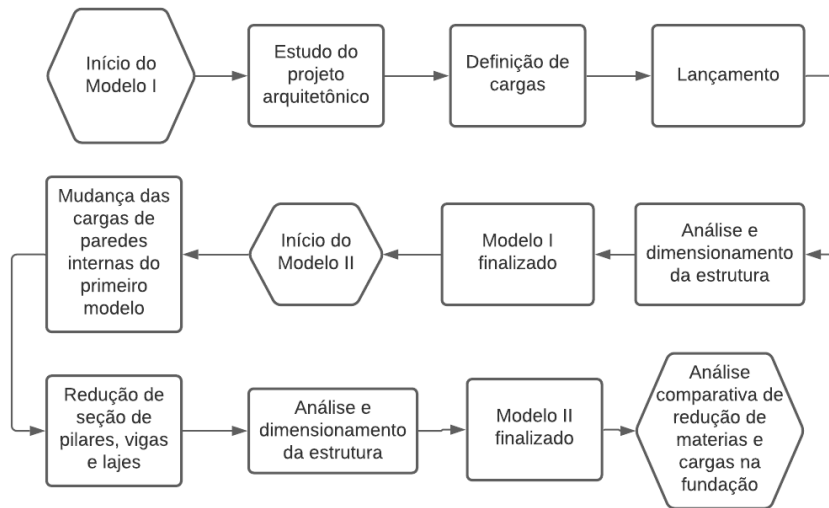 Início do
Modelo I
Estudo do
projeto
arquitetônico
Definição de
cargas
Lançamento
Análise e
dimensionamento
da estrutura
Modelo I
finalizado
Início do
Modelo II
Mudança das
cargas de
paredes
internas do
primeiro
modelo
Redução de
seção de
pilares, vigas
e lajes
Análise e
dimensionamento
da estrutura
Modelo II
finalizado
Análise
comparativa de
redução de
materias e
cargas na
fundação